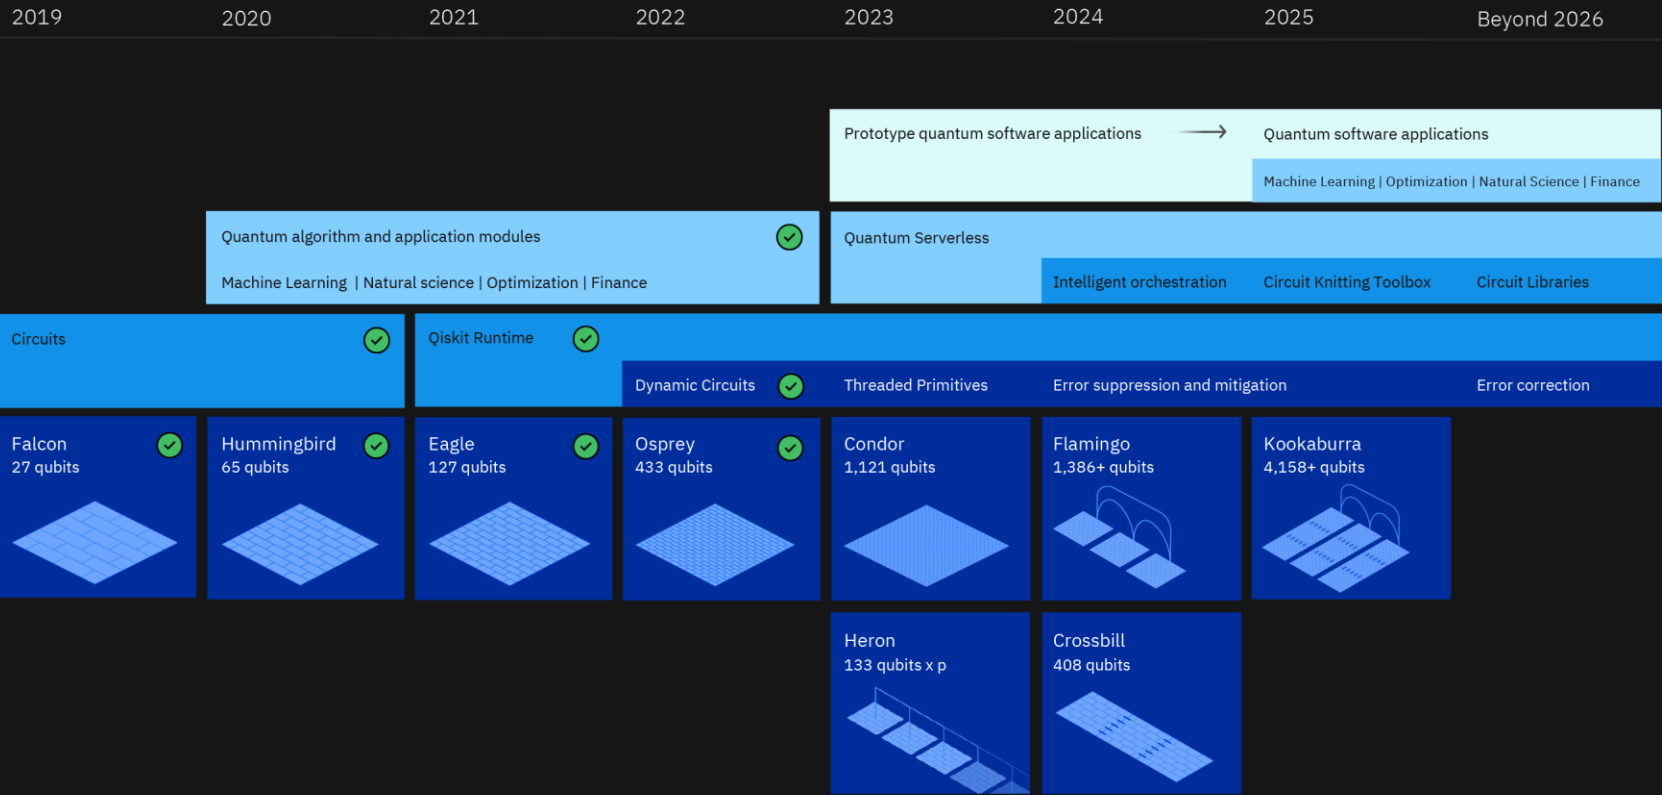 2019
2020
2021
2022
2023
2024
2025
Beyond 2026
Prototype quantum software applications
Quantum software applications
Machine Learning | Optimization | Natural Science | Finance
Quantum algorithm and application modules
Machine Learning | Natural science | Optimization | Finance
Quantum Serverless
Intelligent orchestration
Circuit Knitting Toolbox
Circuit Libraries
Circuits
Qiskit Runtime
Dynamic Circuits
Threaded Primitives
Error suppression and mitigation
Error correction
Falcon
27 qubits
Hummingbird
65 qubits
Eagle
127 qubits
Osprey
433 qubits
Condor
1,121 qubits
Flamingo
1,386+ qubits
Kookaburra
4,158+ qubits
Heron
133 qubits x p
Crossbill
408 qubits